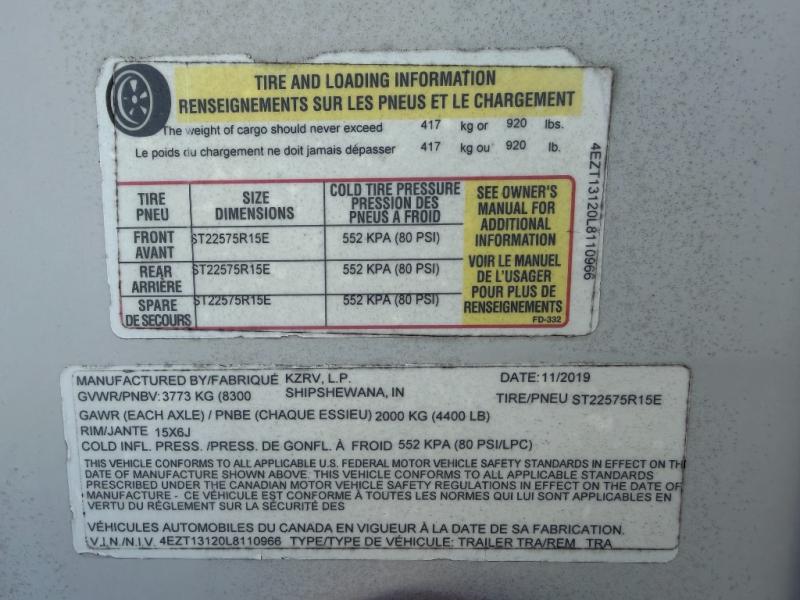 TIRE AND LOADING INFORMATION
RENSEIGNEMENTS SUR LES PNEUS ET LE CHARGEMENT
The weight of cargo should never exceed 417 kg or 920 lbs.
Le poids du chargement ne doit jamais dépasser 417 kg ou 920 lb.
TIRE PNEU SIZE DIMENSIONS COLD TIRE PRESSURE PRESSION DES PNEUS A FROID
FRONT AVANT ST22575R15E 552 KPA (80 PSI)
REAR ARRIÈRE ST22575R15E 552 KPA (80 PSI)
SPARE DE SECOURS ST22575R15E 552 KPA (80 PSI)
SEE OWNER'S
MANUAL FOR
ADDITIONAL
INFORMATION
VOIR LE MANUEL
DE L'USAGER
POUR PLUS DE
RENSEIGNEMENTS
FD-332
4EZT13120L8110966
MANUFACTURED BY/FABRIQUÉ KZRV, L.P. DATE: 11/2019
GVWR/PNBV: 3773 KG (8300 SHIPSHEWANA, IN TIRE/PNEU ST22575R15E
GAWR (EACH AXLE) / PNBE (CHAQUE ESSIEU) 2000 KG (4400 LB)
RIM/JANTE 15X6J
COLD INFL. PRESS. /PRESS. DE GONFL. À FROID 552 KPA (80 PSI/LPC)
THIS VEHICLE CONFORMS TO ALL APPLICABLE U.S. FEDERAL MOTOR VEHICLE SAFETY STANDARDS IN EFFECT ON TH
DATE OF MANUFACTURE SHOWN ABOVE. THIS VEHICLE CONFORMS TO ALL APPLICABLE STANDARDS
PRESCRIBED UNDER THE CANADIAN MOTOR VEHICLE SAFETY REGULATIONS IN EFFECT ON THE DATE OF
MANUFACTURE - CE VÉHICULE EST CONFORME À TOUTES LES NORMES QUI LUI SONT APPLICABLES EN
VERTU DU RÈGLEMENT SUR LA SÉCURITÉ DES
VÉHICULES AUTOMOBILES DU CANADA EN VIGUEUR À LA DATE DE SA FABRICATION.
V.I.N./N.I.V. 4EZT13120L8110966 TYPE/TYPE DE VÉHICULE: TRAILER TRA/REM TRA